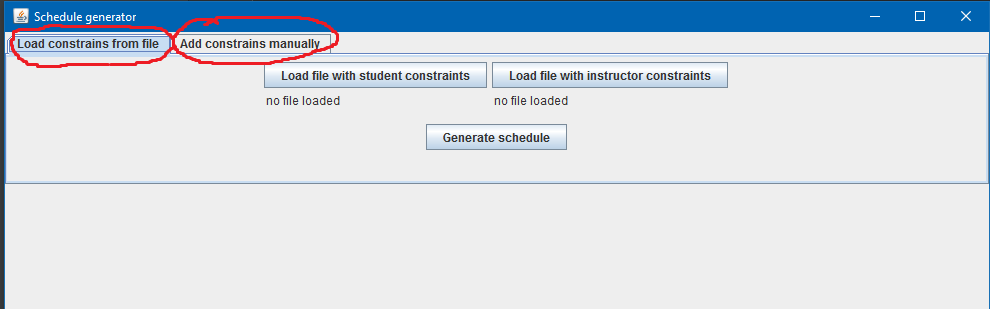 Schedule generator
Load constrains from file Add constrains manually
Load file with student constraints Load file with instructor constraints
no file loaded no file loaded
Generate schedule